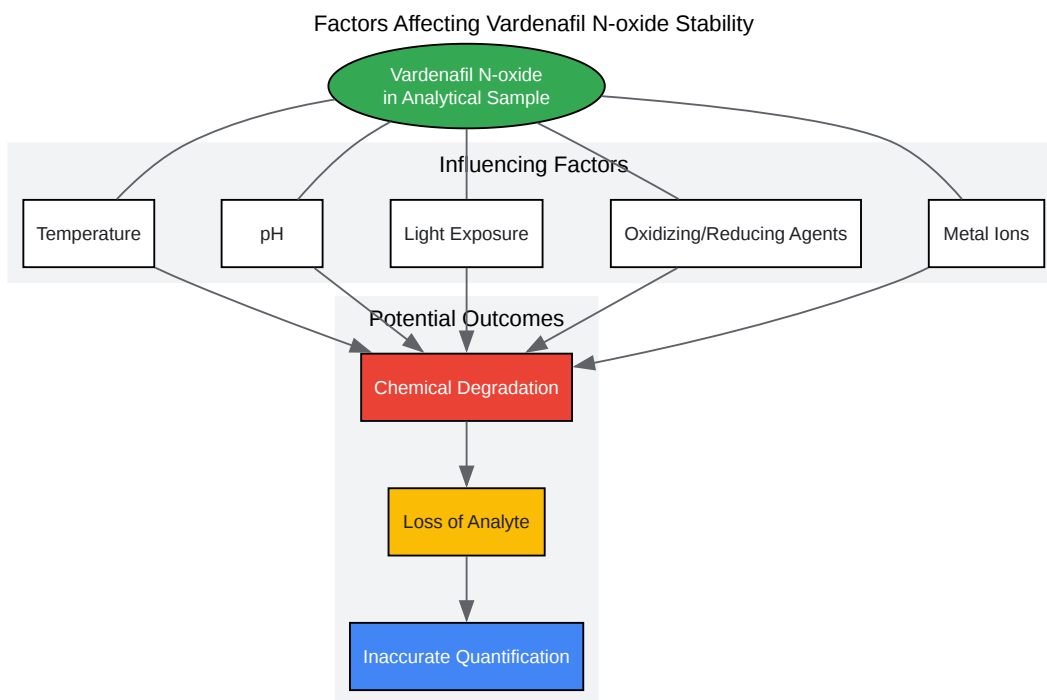 Factors Affecting Vardenafil N-oxide Stability
Vardenafil N-oxide
in Analytical Sample
Influencing Factors
Temperature
pH
Light Exposure
Oxidizing/Reducing Agents
Metal Ions
Potential Outcomes
Chemical Degradation
Loss of Analyte
Inaccurate Quantification